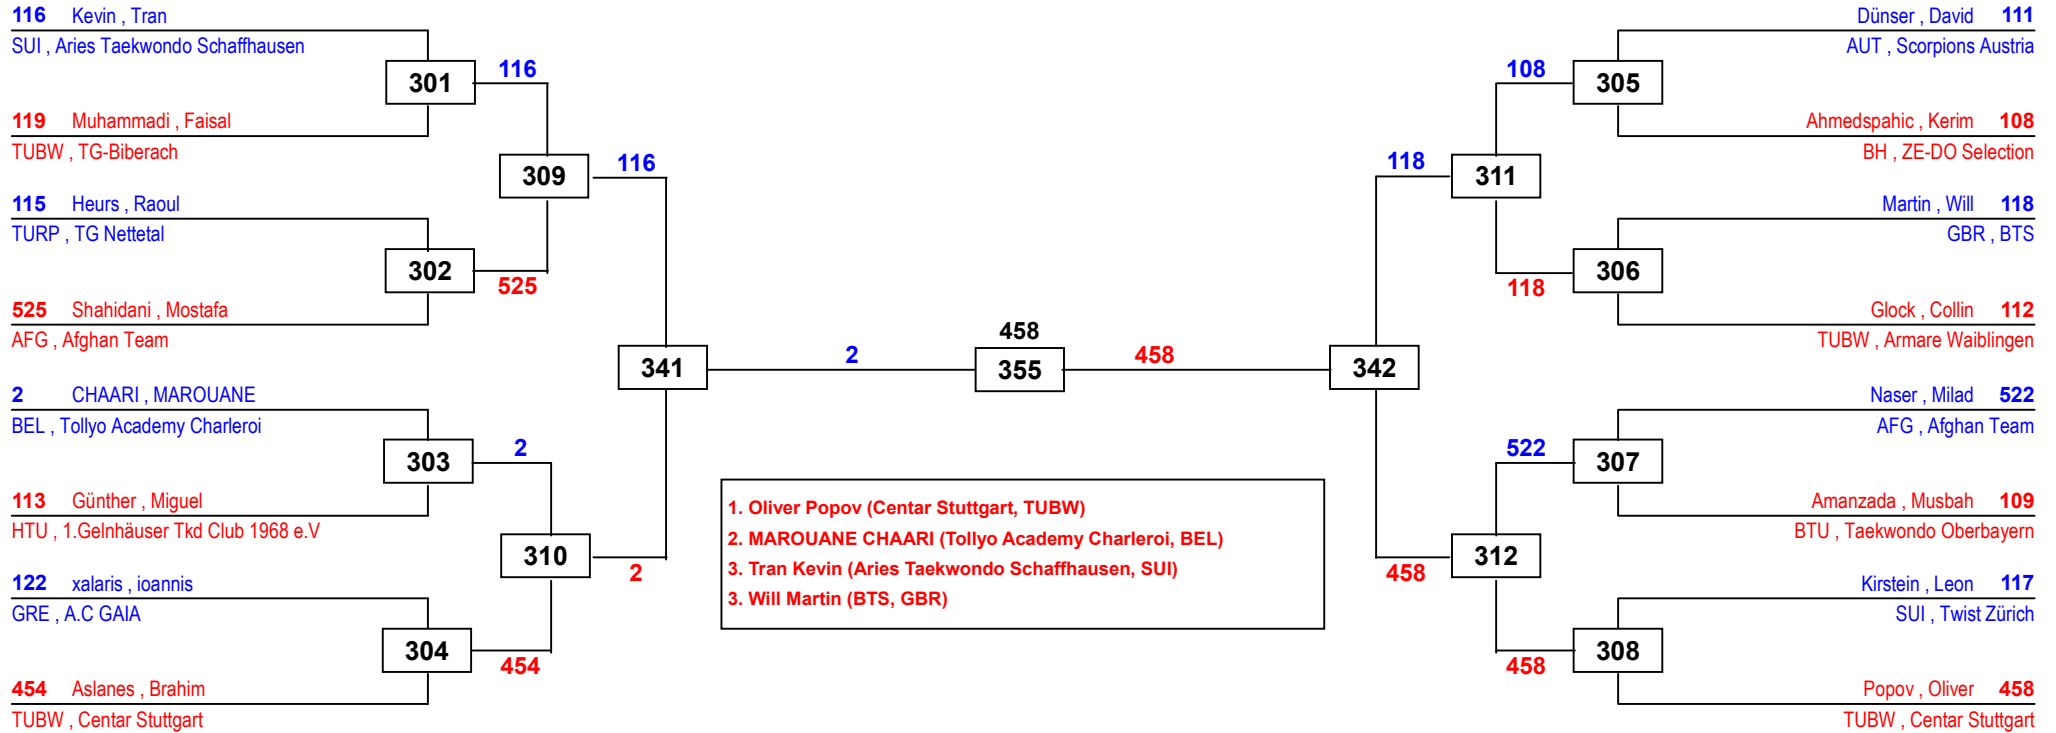 116 Kevin , Tran
SUI , Aries Taekwondo Schaffhausen
301
116
119 Muhammadi , Faisal
TUBW , TG-Biberach
309
116
115 Heurs , Raoul
TURP , TG Nettetal
302
525
525 Shahidani , Mostafa
AFG , Afghan Team
341
2
2 CHAARI , MAROUANE
BEL , Tollyo Academy Charleroi
303
2
113 Günther , Miguel
HTU , 1.Gelnhäuser Tkd Club 1968 e.V
310
2
122 xalaris , ioannis
GRE , A.C GAIA
304
454
454 Aslanes , Brahim
TUBW , Centar Stuttgart
458
355
458
1. Oliver Popov (Centar Stuttgart, TUBW)
2. MAROUANE CHAARI (Tollyo Academy Charleroi, BEL)
3. Tran Kevin (Aries Taekwondo Schaffhausen, SUI)
3. Will Martin (BTS, GBR)
Dünser , David 111
AUT , Scorpions Austria
108
305
Ahmedspahic , Kerim 108
BH , ZE-DO Selection
118
311
Martin , Will 118
GBR , BTS
118
306
Glock , Collin 112
TUBW , Armare Waiblingen
342
Naser , Milad 522
AFG , Afghan Team
522
307
Amanzada , Musbah 109
BTU , Taekwondo Oberbayern
458
312
Kirstein , Leon 117
SUI , Twist Zürich
458
308
Popov , Oliver 458
TUBW , Centar Stuttgart